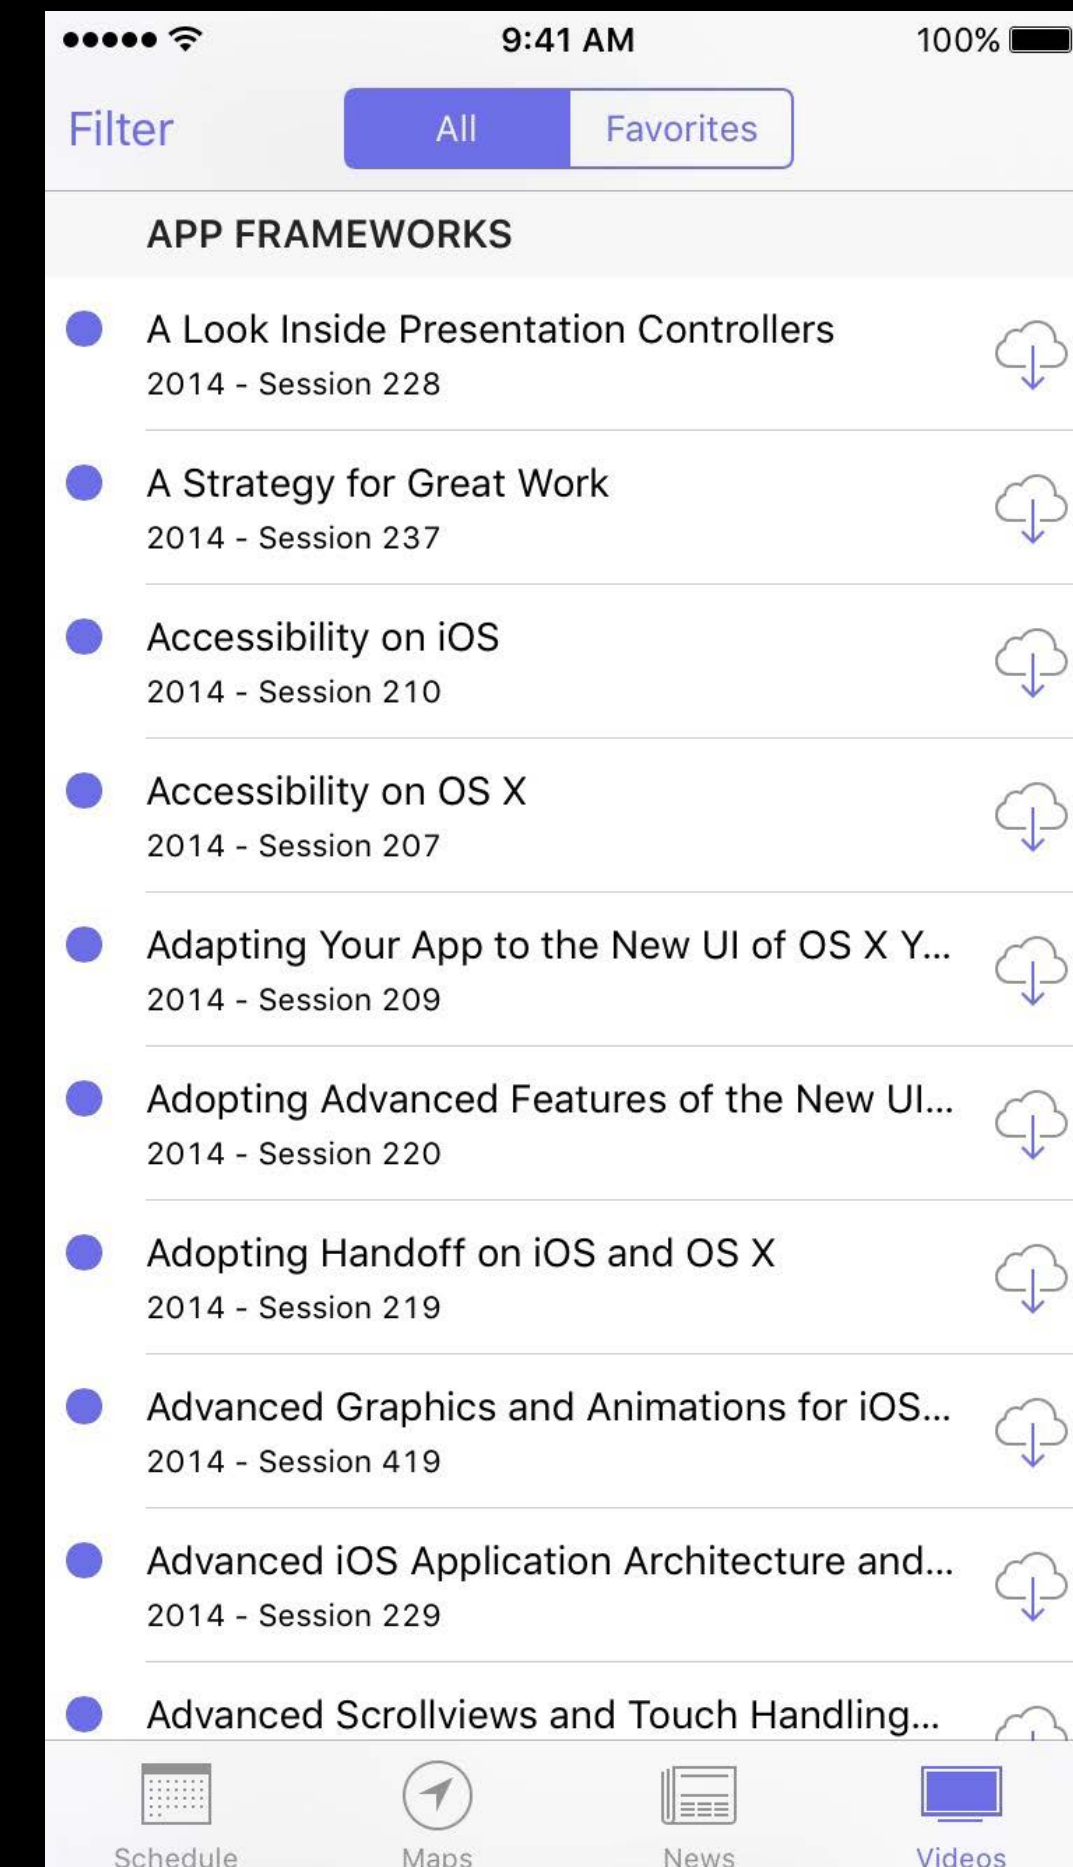 9:41 AM 100%
Filter All Favorites
APP FRAMEWORKS
A Look Inside Presentation Controllers
2014 - Session 228
A Strategy for Great Work
2014 - Session 237
Accessibility on iOS
2014 - Session 210
Accessibility on OS X
2014 - Session 207
Adapting Your App to the New UI of OS X Y...
2014 - Session 209
Adopting Advanced Features of the New UI...
2014 - Session 220
Adopting Handoff on iOS and OS X
2014 - Session 219
Advanced Graphics and Animations for iOS...
2014 - Session 419
Advanced iOS Application Architecture and...
2014 - Session 229
Advanced Scrollviews and Touch Handling...
Schedule Maps News Videos